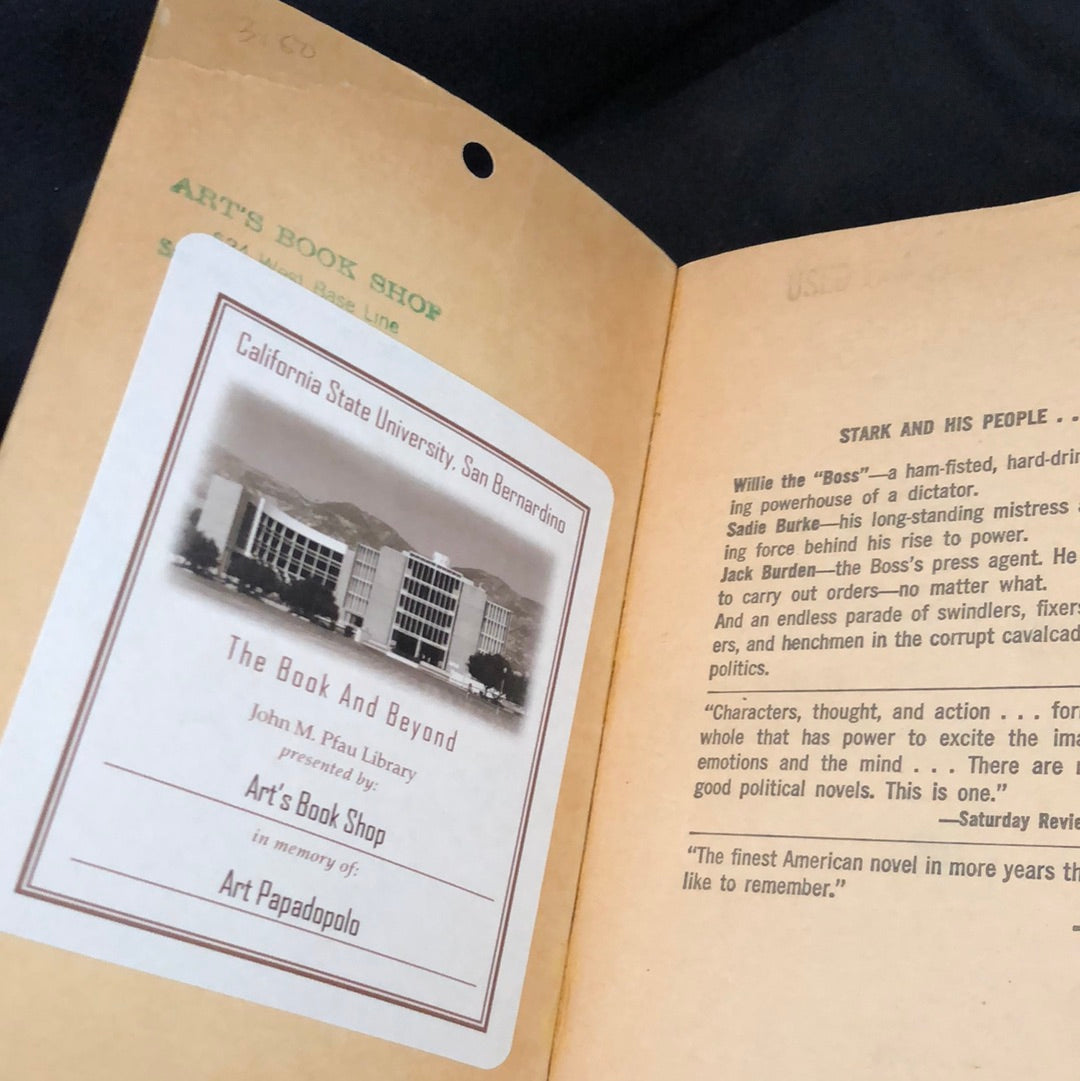 ART'S BOOK SHOP
West Base Line
California State University, San Bernardino
The Book And Beyond
John M. Pfau Library
presented by:
Art's Book Shop
in memory of:
Art Papadopolo
USED
STARK AND HIS PEOPLE . .
Willie the “Boss”—a ham-fisted, hard-drin
ing powerhouse of a dictator.
Sadie Burke—his long-standing mistress
ing force behind his rise to power.
Jack Burden—the Boss's press agent. He
to carry out orders—no matter what.
And an endless parade of swindlers, fixers
ers, and henchmen in the corrupt cavalcad
politics.
“Characters, thought, and action . . . for
whole that has power to excite the ima
emotions and the mind . . . There are
good political novels. This is one.”
—Saturday Revie
“The finest American novel in more years th
like to remember.”